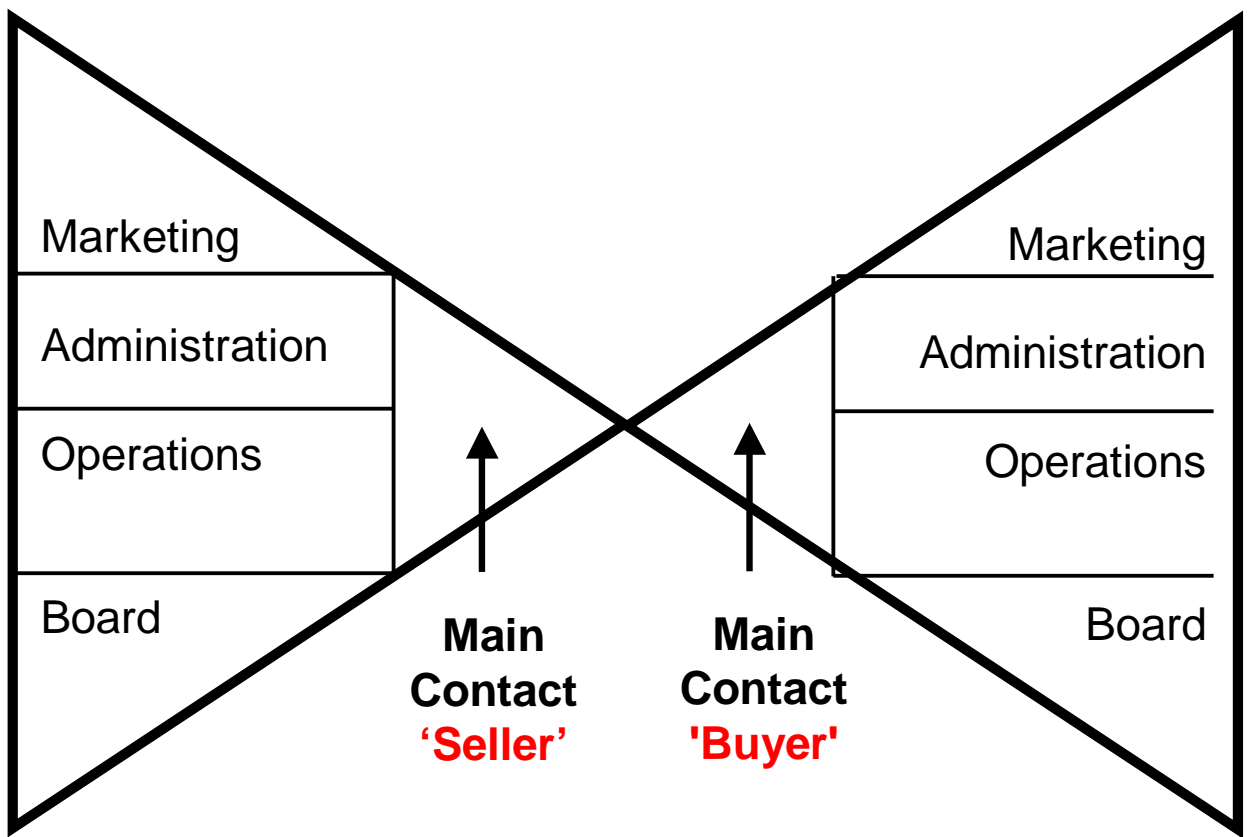 Marketing
Administration
Operations
Board
Main
Contact
‘Seller’
Main
Contact
'Buyer'
Marketing
Administration
Operations
Board